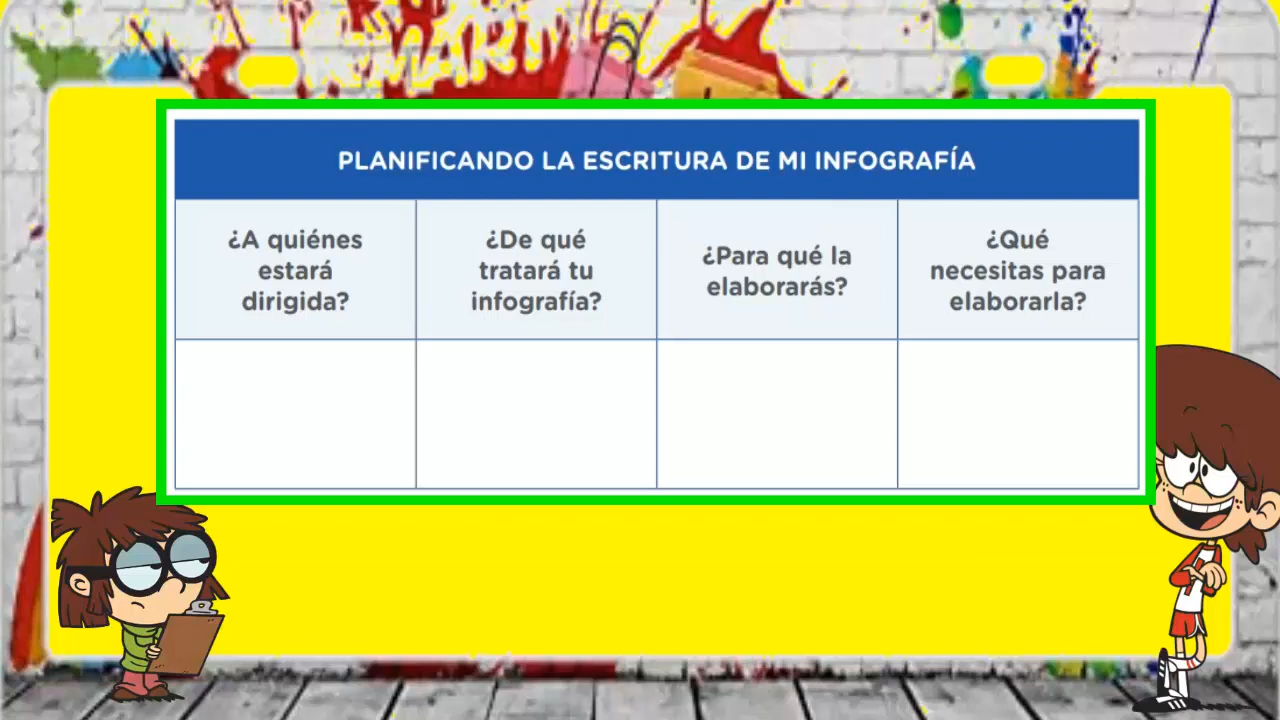 PLANIFICANDO LA ESCRITURA DE MI INFOGRAFÍA
¿A quiénes
estará
dirigida?
¿De qué
tratará tu
infografía?
¿Para qué la
elaborarás?
¿Qué
necesitas para
elaborarla?